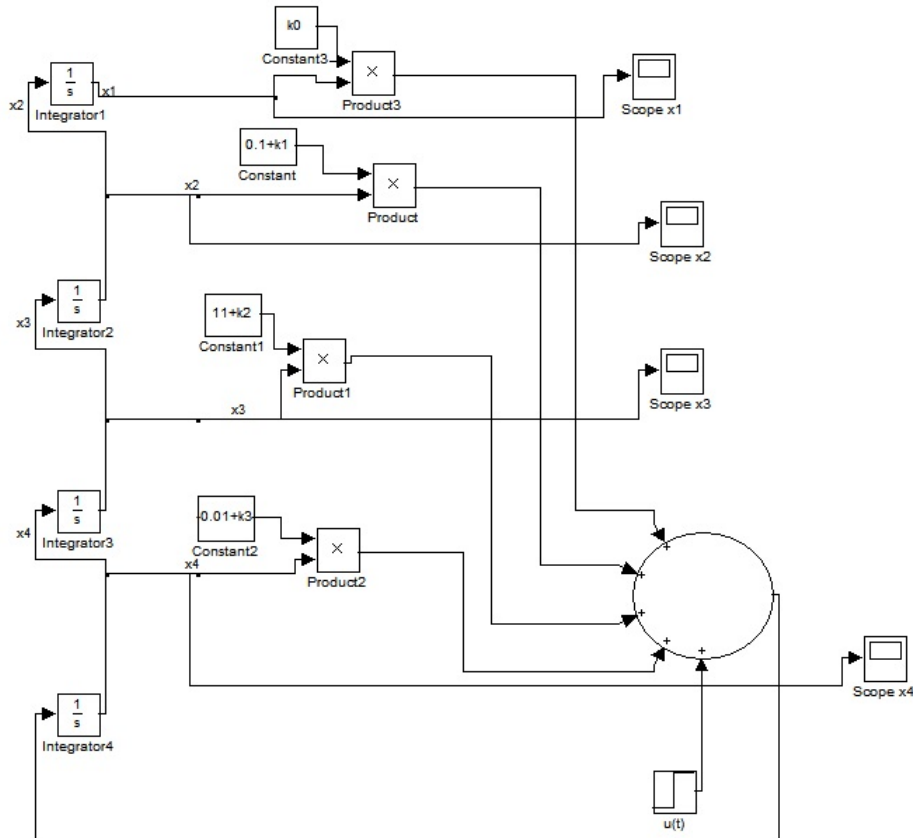 k0
Constant3
×
Product3
1
s
Integrator1
x1
x2
Scope x1
0.1+k1
Constant
×
Product
x2
Scope x2
1
s
Integrator2
x3
11+k2
Constant1
×
Product1
Scope x3
x3
1
s
Integrator3
x4
-0.01+k3
Constant2
×
Product2
x4
+
+
+
+
+
Scope x4
1
s
Integrator4
u(t)